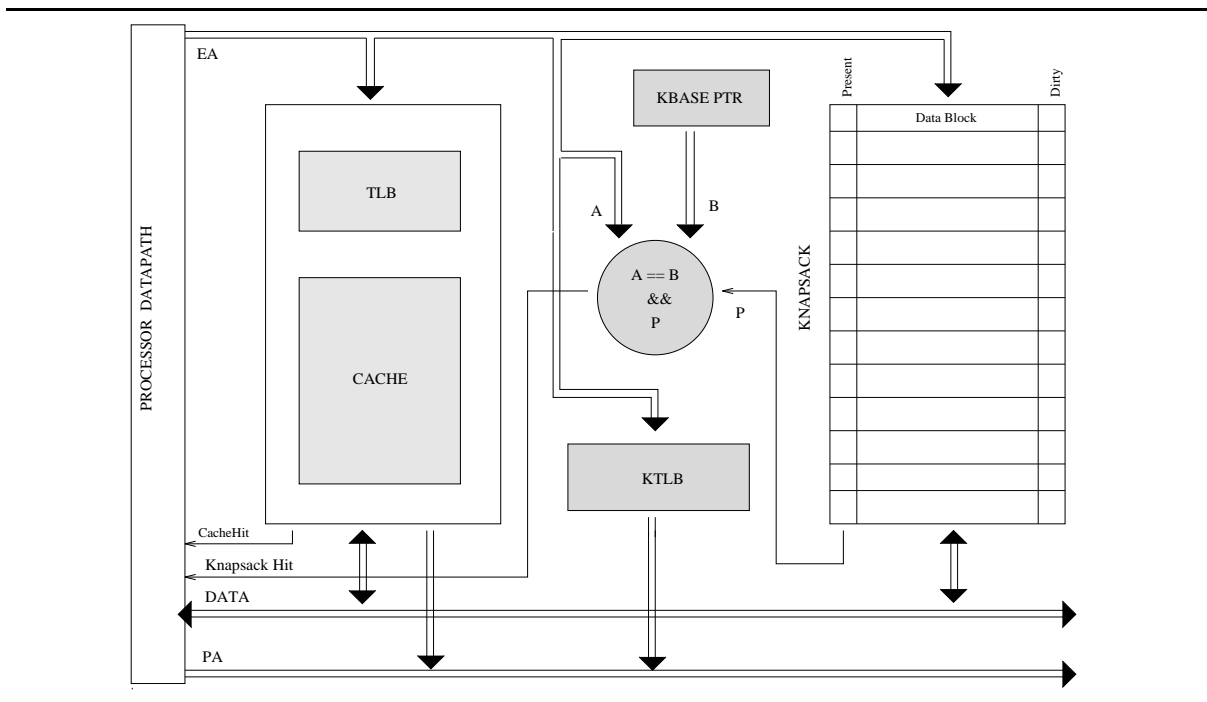 EA
Present
Dirty
KBASE PTR
Data Block
TLB
A
B
PROCESSOR DATAPATH
KNAPSACK
A == B
&&
P
P
CACHE
KTLB
CacheHit
Knapsack Hit
DATA
PA